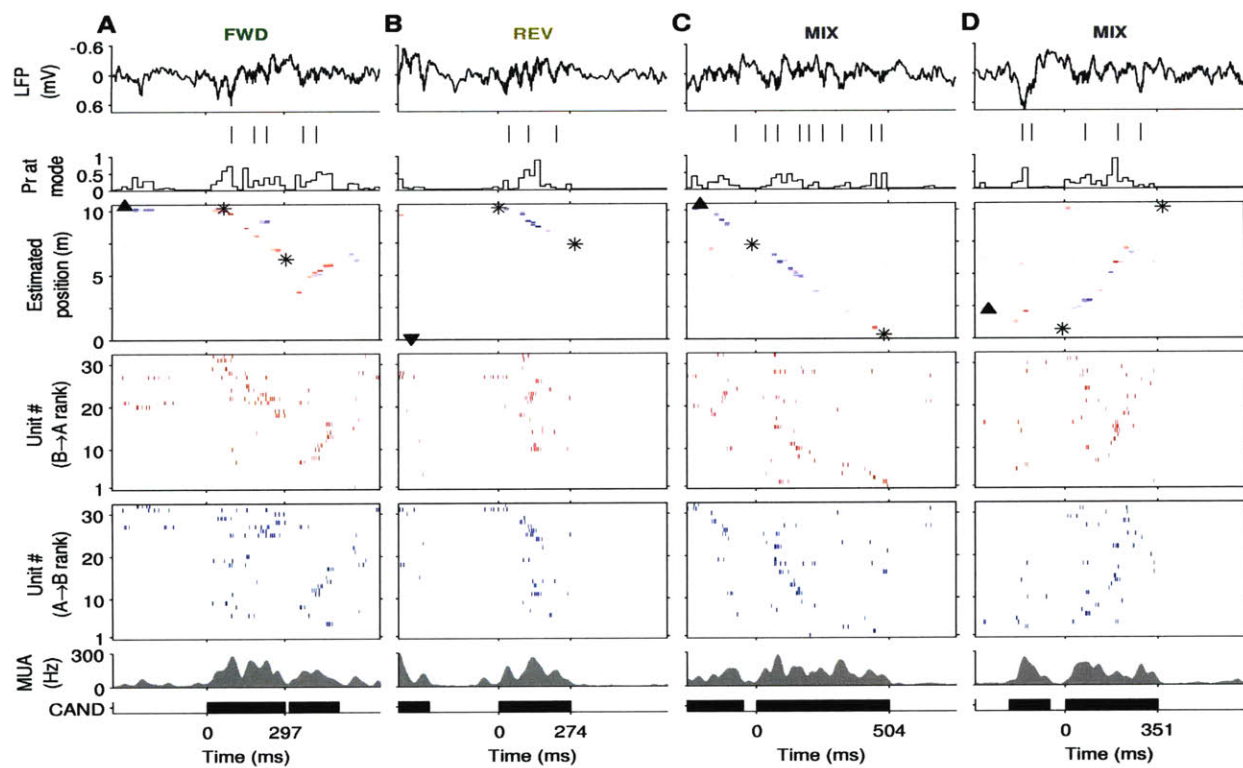 A B C D
FWD REV MIX MIX
LFP
(mV)
-0.6
0
0.6
Pr at
mode
1
0.5
0
Estimated
position (m)
10
5
0
Unit #
(B→A rank)
30
20
10
1
Unit #
(A→B rank)
30
20
10
1
MUA
(Hz)
300
0
CAND
0 297 0 274 0 504 0 351
Time (ms) Time (ms) Time (ms) Time (ms)